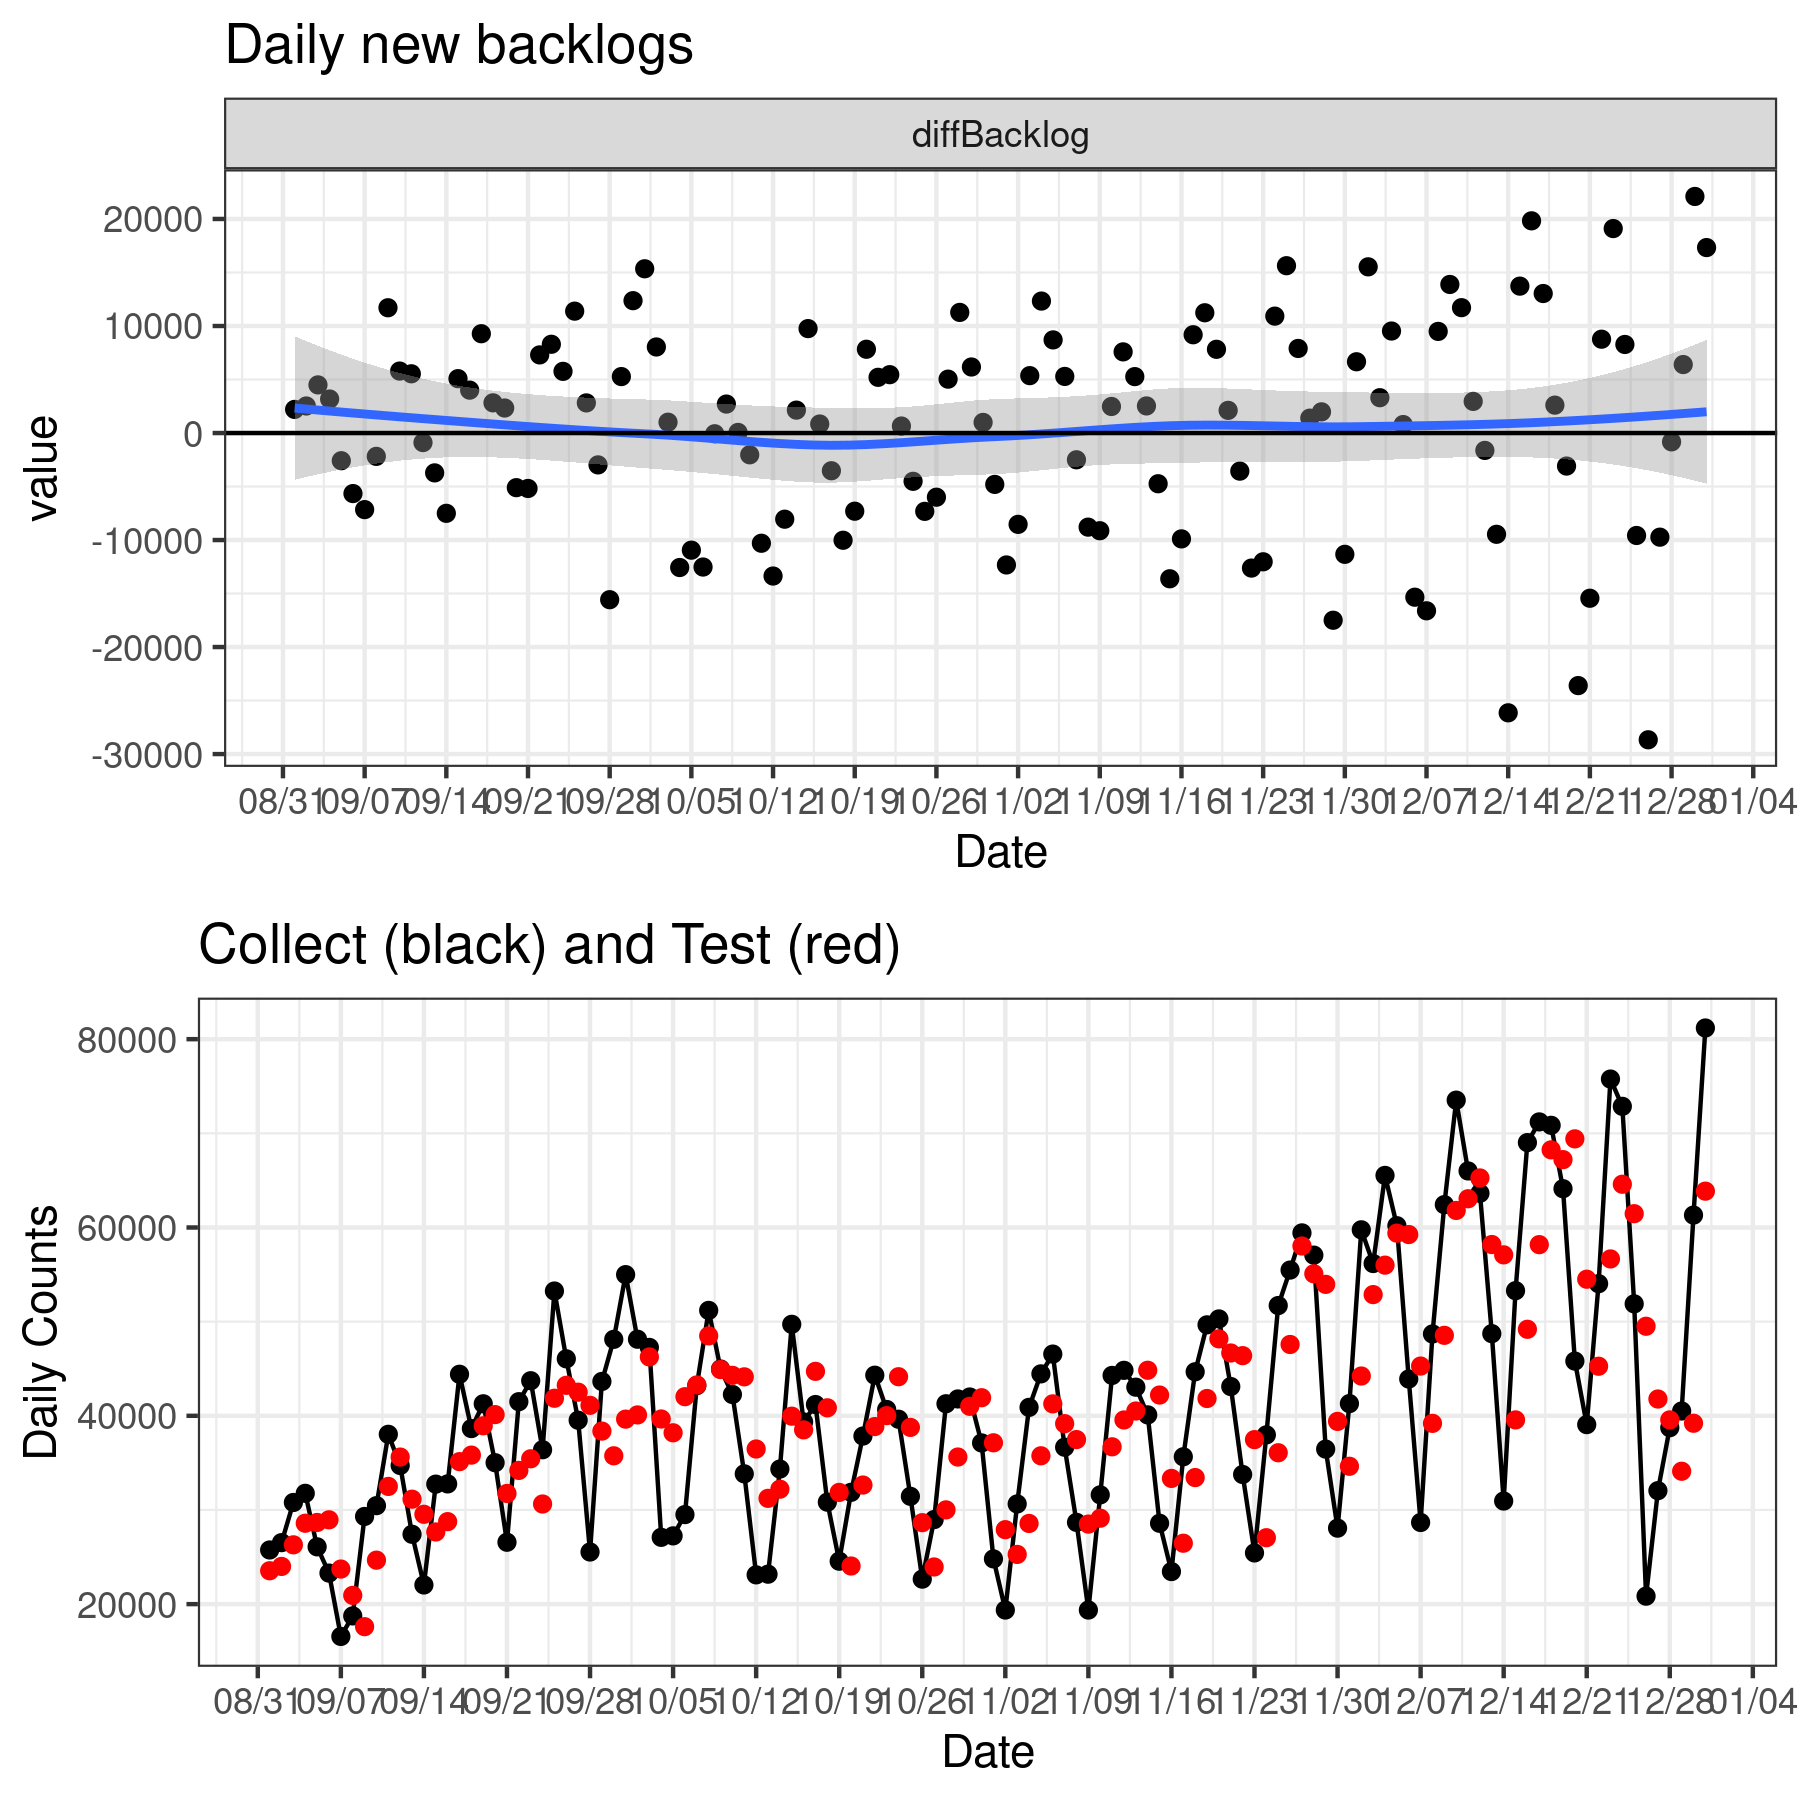 Daily new backlogs
diffBacklog
20000
10000
0
-10000
-20000
-30000
value
08/31 09/07 09/14 09/21 09/28 10/05 10/12 10/19 10/26 11/02 11/09 11/16 11/23 11/30 12/07 12/14 12/21 12/28 01/04
Date
Collect (black) and Test (red)
80000
60000
40000
20000
Daily Counts
08/31 09/07 09/14 09/21 09/28 10/05 10/12 10/19 10/26 11/02 11/09 11/16 11/23 11/30 12/07 12/14 12/21 12/28 01/04
Date